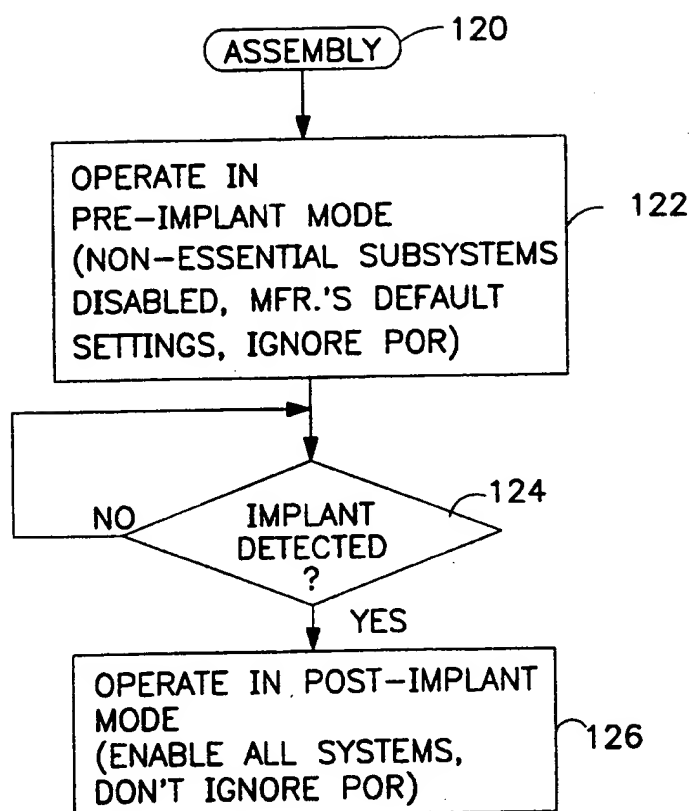 ASSEMBLY
120
OPERATE IN
PRE-IMPLANT MODE
(NON-ESSENTIAL SUBSYSTEMS
DISABLED, MFR.'S DEFAULT
SETTINGS, IGNORE POR)
122
NO
IMPLANT
DETECTED
?
124
YES
OPERATE IN POST-IMPLANT
MODE
(ENABLE ALL SYSTEMS,
DON'T IGNORE POR)
126